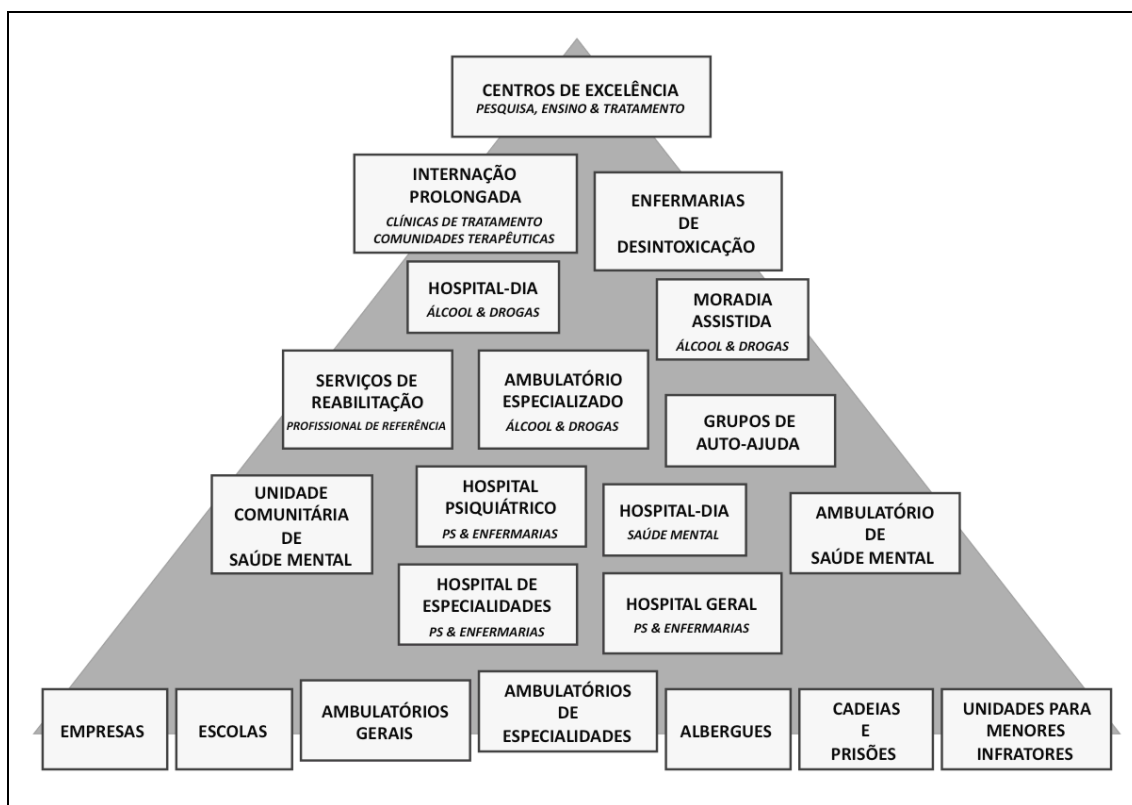 CENTROS DE EXCELÊNCIA
PESQUISA, ENSINO & TRATAMENTO
INTERNAÇÃO
PROLONGADA
CLÍNICAS DE TRATAMENTO
COMUNIDADES TERAPÊUTICAS
ENFERMARIAS
DE
DESINTOXICAÇÃO
HOSPITAL-DIA
ÁLCOOL & DROGAS
MORADIA
ASSISTIDA
ÁLCOOL & DROGAS
SERVIÇOS DE
REABILITAÇÃO
PROFISSIONAL DE REFERÊNCIA
AMBULATÓRIO
ESPECIALIZADO
ÁLCOOL & DROGAS
GRUPOS DE
AUTO-AJUDA
UNIDADE
COMUNITÁRIA
DE
SAÚDE MENTAL
HOSPITAL
PSIQUIÁTRICO
PS & ENFERMARIAS
HOSPITAL-DIA
SAÚDE MENTAL
AMBULATÓRIO
DE
SAÚDE MENTAL
HOSPITAL DE
ESPECIALIDADES
PS & ENFERMARIAS
HOSPITAL GERAL
PS & ENFERMARIAS
EMPRESAS
ESCOLAS
AMBULATÓRIOS
GERAIS
AMBULATÓRIOS
DE
ESPECIALIDADES
ALBERGUES
CADEIAS
E
PRISÕES
UNIDADES PARA
MENORES
INFRATORES